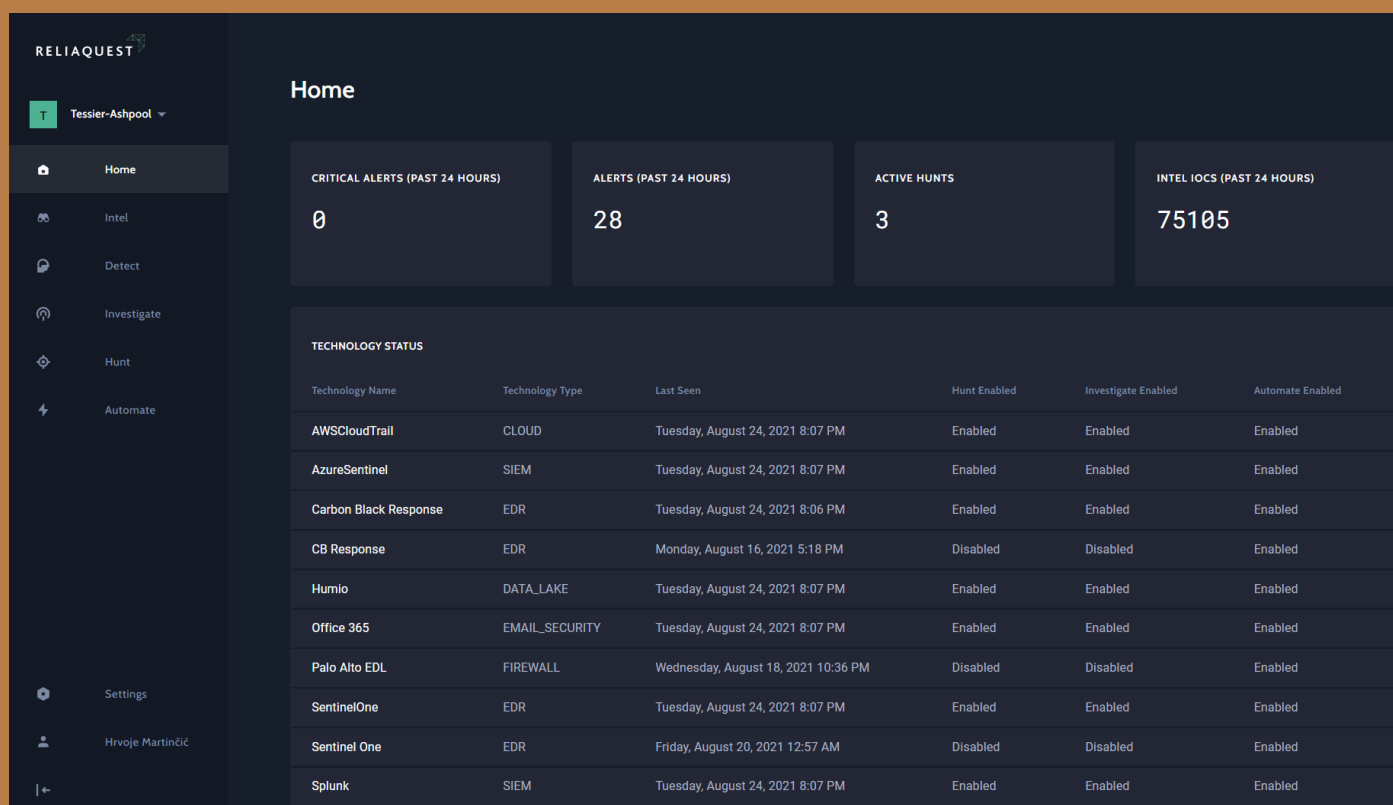 RELIAQUEST
T Tessier-Ashpool
Home
Intel
Detect
Investigate
Hunt
Automate
Settings
Hrvoje Martinčić
Home
CRITICAL ALERTS (PAST 24 HOURS)
0
ALERTS (PAST 24 HOURS)
28
ACTIVE HUNTS
3
INTEL IOCS (PAST 24 HOURS)
75105
TECHNOLOGY STATUS
Technology Name Technology Type Last Seen Hunt Enabled Investigate Enabled Automate Enabled
AWSCloudTrail CLOUD Tuesday, August 24, 2021 8:07 PM Enabled Enabled Enabled
AzureSentinel SIEM Tuesday, August 24, 2021 8:07 PM Enabled Enabled Enabled
Carbon Black Response EDR Tuesday, August 24, 2021 8:06 PM Enabled Enabled Enabled
CB Response EDR Monday, August 16, 2021 5:18 PM Disabled Disabled Enabled
Humio DATA_LAKE Tuesday, August 24, 2021 8:07 PM Enabled Enabled Enabled
Office 365 EMAIL_SECURITY Tuesday, August 24, 2021 8:07 PM Enabled Enabled Enabled
Palo Alto EDL FIREWALL Wednesday, August 18, 2021 10:36 PM Disabled Disabled Enabled
SentinelOne EDR Tuesday, August 24, 2021 8:07 PM Enabled Enabled Enabled
Sentinel One EDR Friday, August 20, 2021 12:57 AM Disabled Disabled Enabled
Splunk SIEM Tuesday, August 24, 2021 8:07 PM Enabled Enabled Enabled